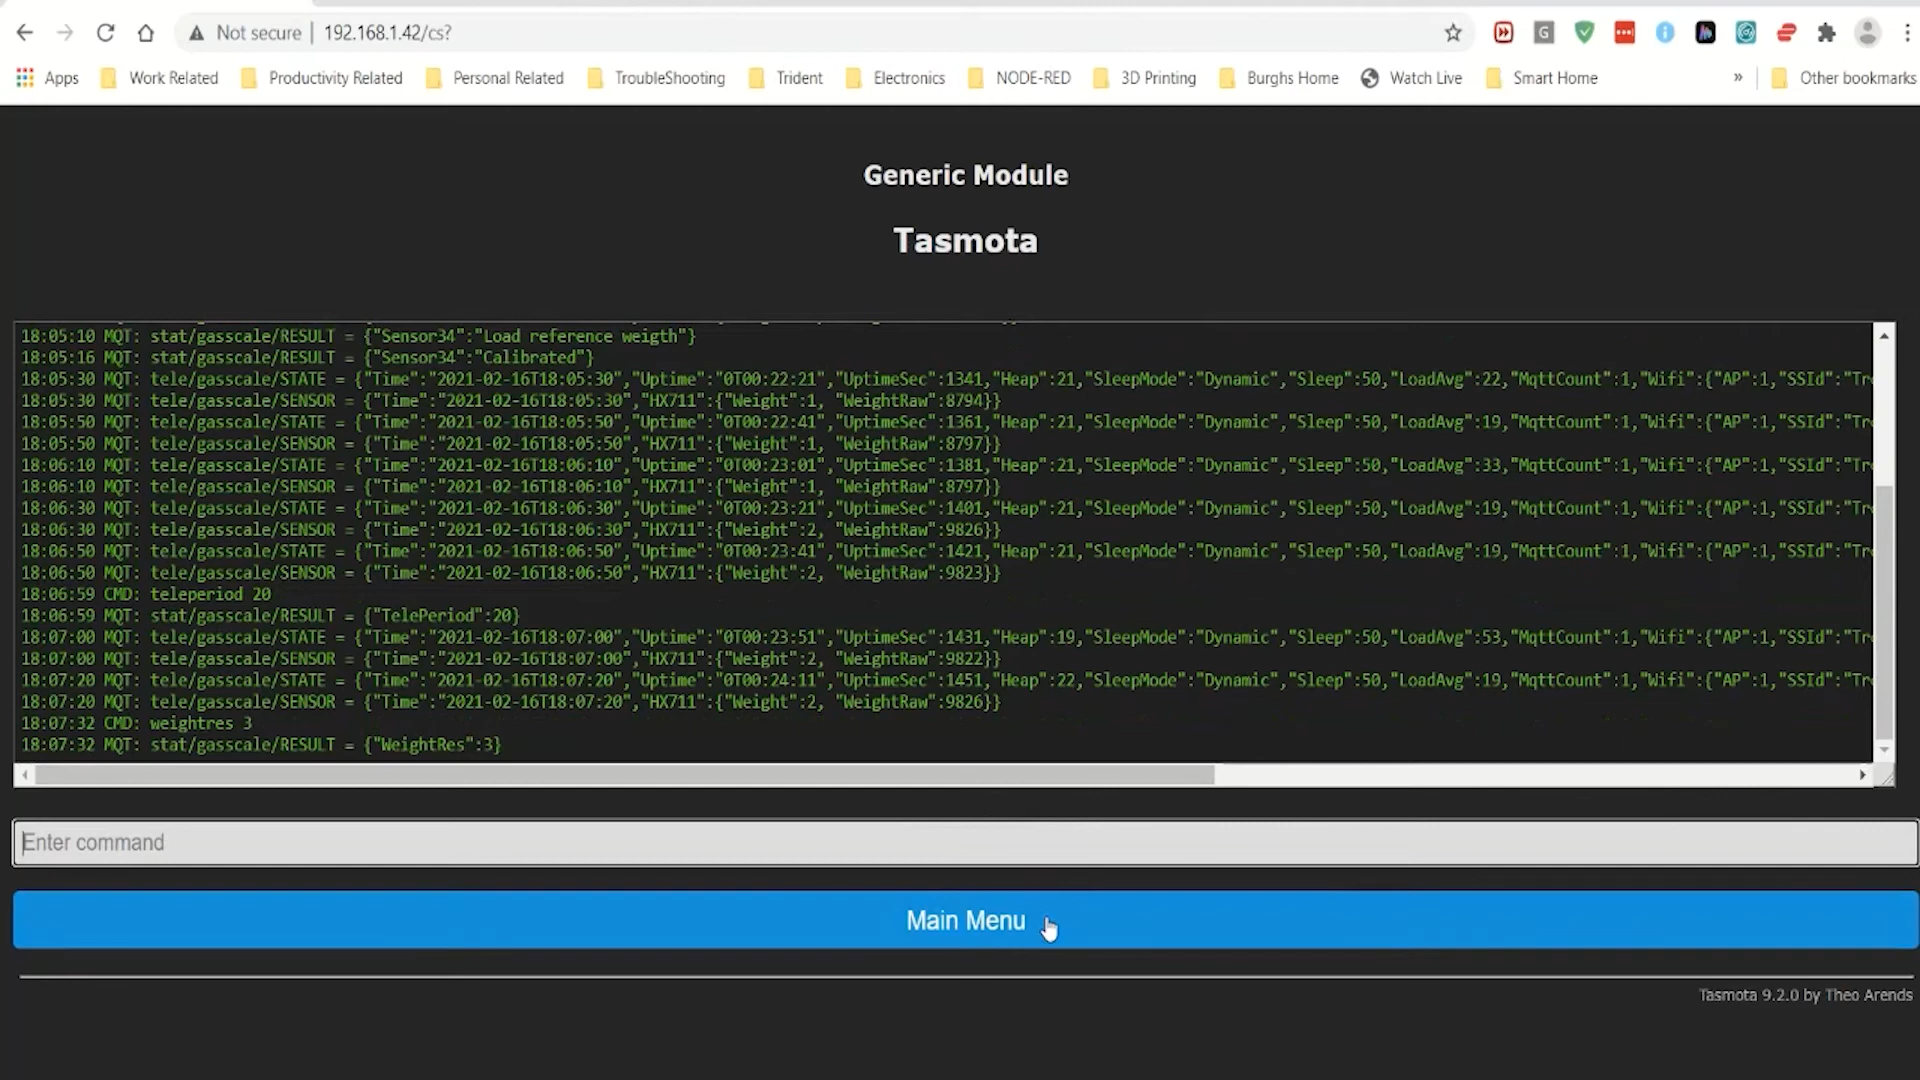 Not secure | 192.168.1.42/cs?
Apps Work Related Productivity Related Personal Related TroubleShooting Trident Electronics NODE-RED 3D Printing Burghs Home Watch Live Smart Home » Other bookmarks
Generic Module
Tasmota
18:05:10 MQT: stat/gasscale/RESULT = {"Sensor34":"Load reference weigth"}
18:05:16 MQT: stat/gasscale/RESULT = {"Sensor34":"Calibrated"}
18:05:30 MQT: tele/gasscale/STATE = {"Time":"2021-02-16T18:05:30","Uptime":"0T00:22:21","UptimeSec":1341,"Heap":21,"SleepMode":"Dynamic","Sleep":50,"LoadAvg":22,"MqttCount":1,"Wifi":{"AP":1,"SSId":"Tr
18:05:30 MQT: tele/gasscale/SENSOR = {"Time":"2021-02-16T18:05:30","HX711":{"Weight":1, "WeightRaw":8794}}
18:05:50 MQT: tele/gasscale/STATE = {"Time":"2021-02-16T18:05:50","Uptime":"0T00:22:41","UptimeSec":1361,"Heap":21,"SleepMode":"Dynamic","Sleep":50,"LoadAvg":19,"MqttCount":1,"Wifi":{"AP":1,"SSId":"Tr
18:05:50 MQT: tele/gasscale/SENSOR = {"Time":"2021-02-16T18:05:50","HX711":{"Weight":1, "WeightRaw":8797}}
18:06:10 MQT: tele/gasscale/STATE = {"Time":"2021-02-16T18:06:10","Uptime":"0T00:23:01","UptimeSec":1381,"Heap":21,"SleepMode":"Dynamic","Sleep":50,"LoadAvg":33,"MqttCount":1,"Wifi":{"AP":1,"SSId":"Tr
18:06:10 MQT: tele/gasscale/SENSOR = {"Time":"2021-02-16T18:06:10","HX711":{"Weight":1, "WeightRaw":8797}}
18:06:30 MQT: tele/gasscale/STATE = {"Time":"2021-02-16T18:06:30","Uptime":"0T00:23:21","UptimeSec":1401,"Heap":21,"SleepMode":"Dynamic","Sleep":50,"LoadAvg":19,"MqttCount":1,"Wifi":{"AP":1,"SSId":"Tr
18:06:30 MQT: tele/gasscale/SENSOR = {"Time":"2021-02-16T18:06:30","HX711":{"Weight":2, "WeightRaw":9826}}
18:06:50 MQT: tele/gasscale/STATE = {"Time":"2021-02-16T18:06:50","Uptime":"0T00:23:41","UptimeSec":1421,"Heap":21,"SleepMode":"Dynamic","Sleep":50,"LoadAvg":19,"MqttCount":1,"Wifi":{"AP":1,"SSId":"Tr
18:06:50 MQT: tele/gasscale/SENSOR = {"Time":"2021-02-16T18:06:50","HX711":{"Weight":2, "WeightRaw":9823}}
18:06:59 CMD: teleperiod 20
18:06:59 MQT: stat/gasscale/RESULT = {"TelePeriod":20}
18:07:00 MQT: tele/gasscale/STATE = {"Time":"2021-02-16T18:07:00","Uptime":"0T00:23:51","UptimeSec":1431,"Heap":19,"SleepMode":"Dynamic","Sleep":50,"LoadAvg":53,"MqttCount":1,"Wifi":{"AP":1,"SSId":"Tr
18:07:00 MQT: tele/gasscale/SENSOR = {"Time":"2021-02-16T18:07:00","HX711":{"Weight":2, "WeightRaw":9822}}
18:07:20 MQT: tele/gasscale/STATE = {"Time":"2021-02-16T18:07:20","Uptime":"0T00:24:11","UptimeSec":1451,"Heap":22,"SleepMode":"Dynamic","Sleep":50,"LoadAvg":19,"MqttCount":1,"Wifi":{"AP":1,"SSId":"Tr
18:07:20 MQT: tele/gasscale/SENSOR = {"Time":"2021-02-16T18:07:20","HX711":{"Weight":2, "WeightRaw":9826}}
18:07:32 CMD: weightres 3
18:07:32 MQT: stat/gasscale/RESULT = {"WeightRes":3}
Enter command
Main Menu
Tasmota 9.2.0 by Theo Arends